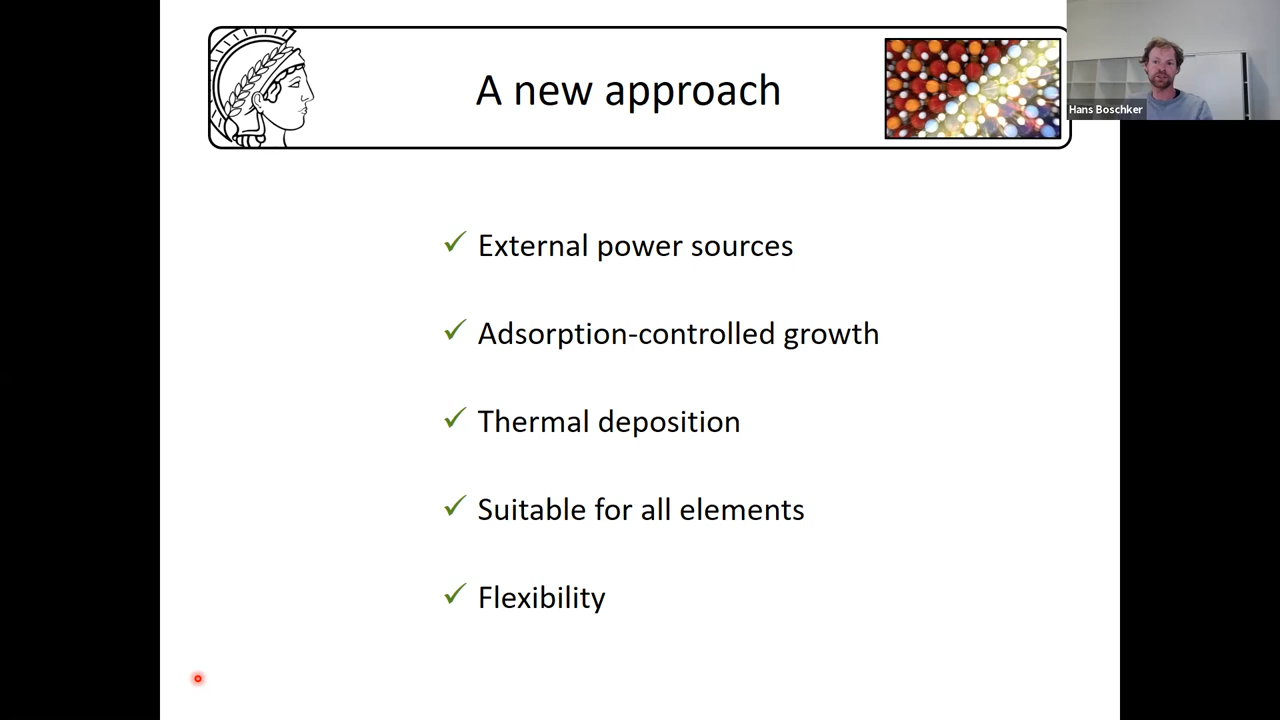 A new approach
Hans Boschker
✓ External power sources
✓ Adsorption-controlled growth
✓ Thermal deposition
✓ Suitable for all elements
✓ Flexibility